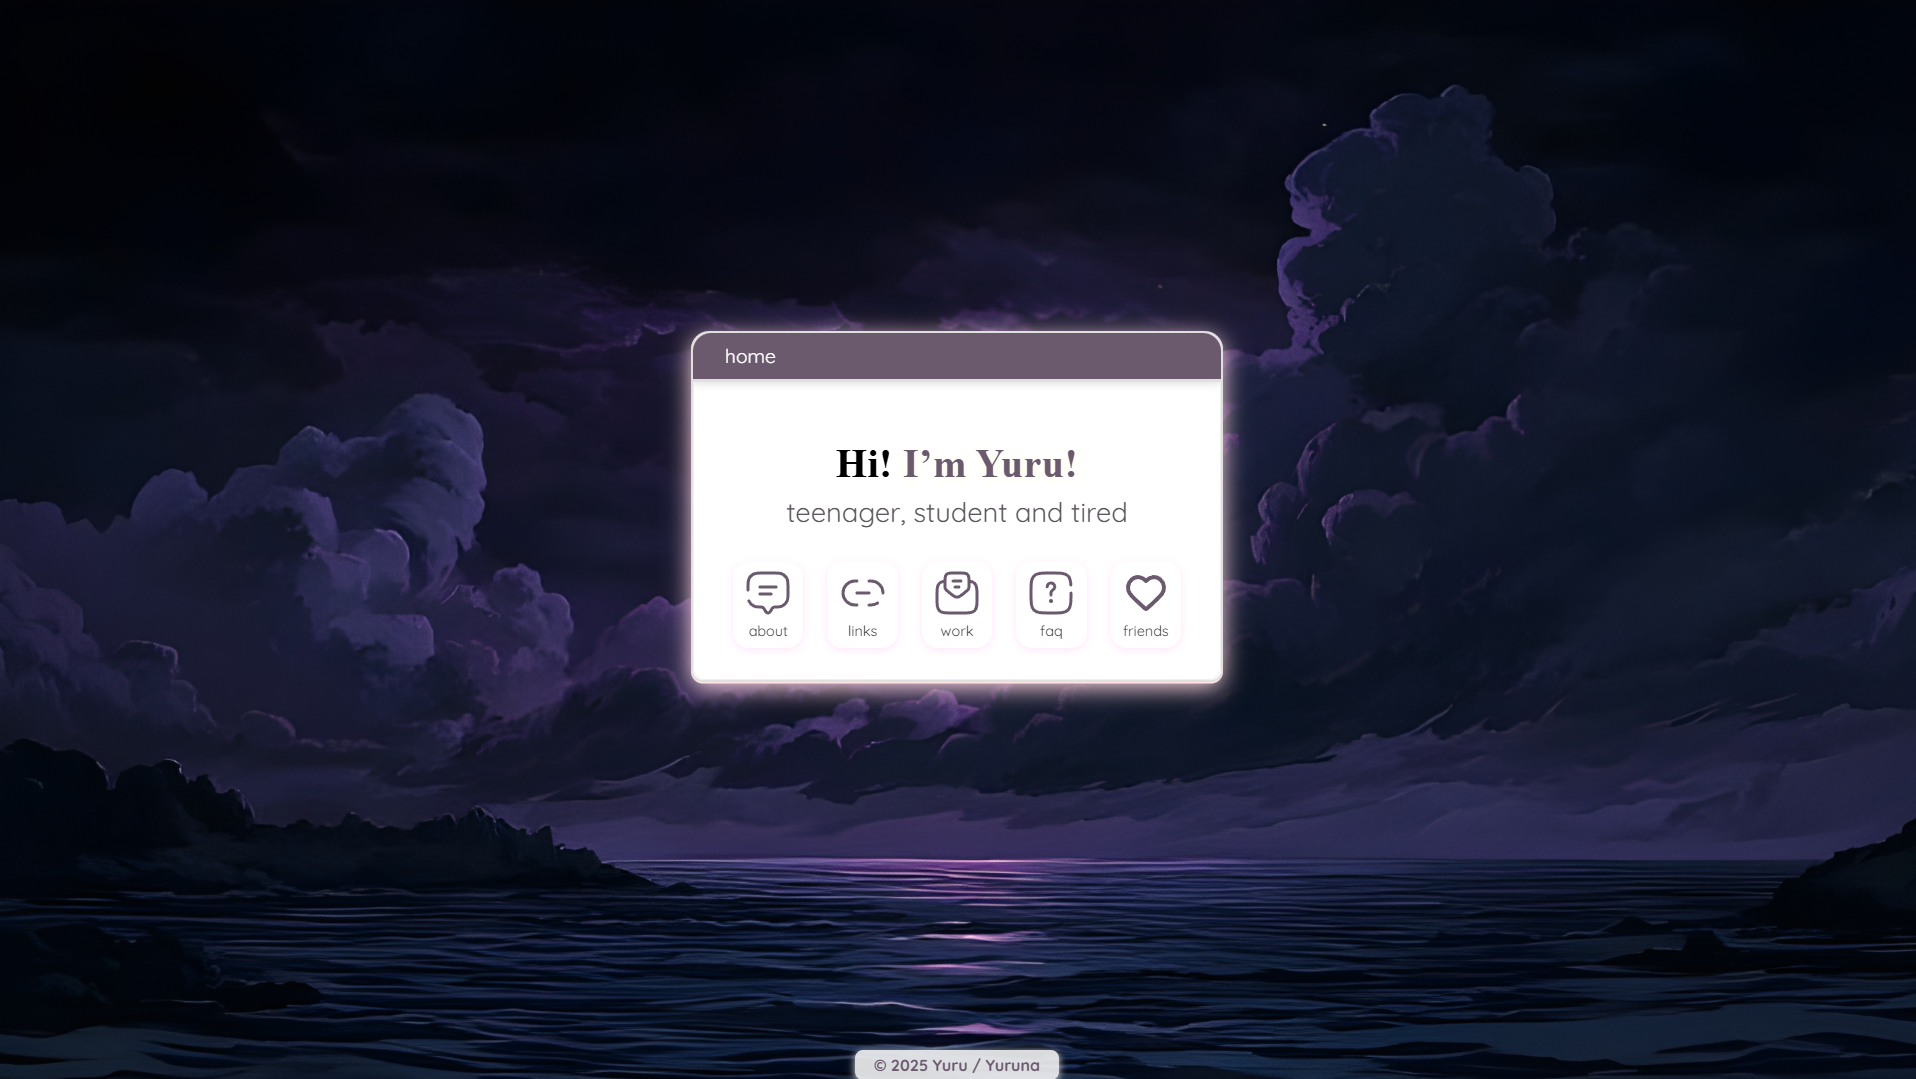 home
Hi! I’m Yuru!
teenager, student and tired
about links work faq friends
© 2025 Yuru / Yuruna